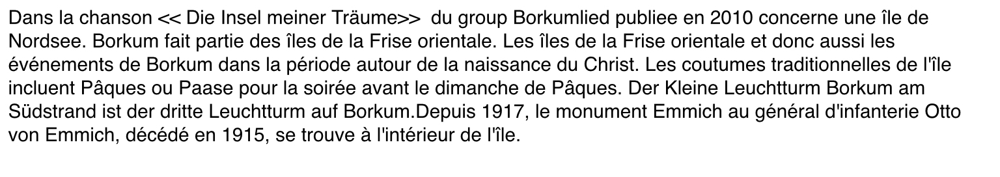 Dans la chanson << Die Insel meiner Träume>>  du group Borkumlied publiee en 2010 concerne une île de
Nordsee. Borkum fait partie des îles de la Frise orientale. Les îles de la Frise orientale et donc aussi les
événements de Borkum dans la période autour de la naissance du Christ. Les coutumes traditionnelles de l'île
incluent Pâques ou Paase pour la soirée avant le dimanche de Pâques. Der Kleine Leuchtturm Borkum am
Südstrand ist der dritte Leuchtturm auf Borkum.Depuis 1917, le monument Emmich au général d'infanterie Otto
von Emmich, décédé en 1915, se trouve à l'intérieur de l'île.